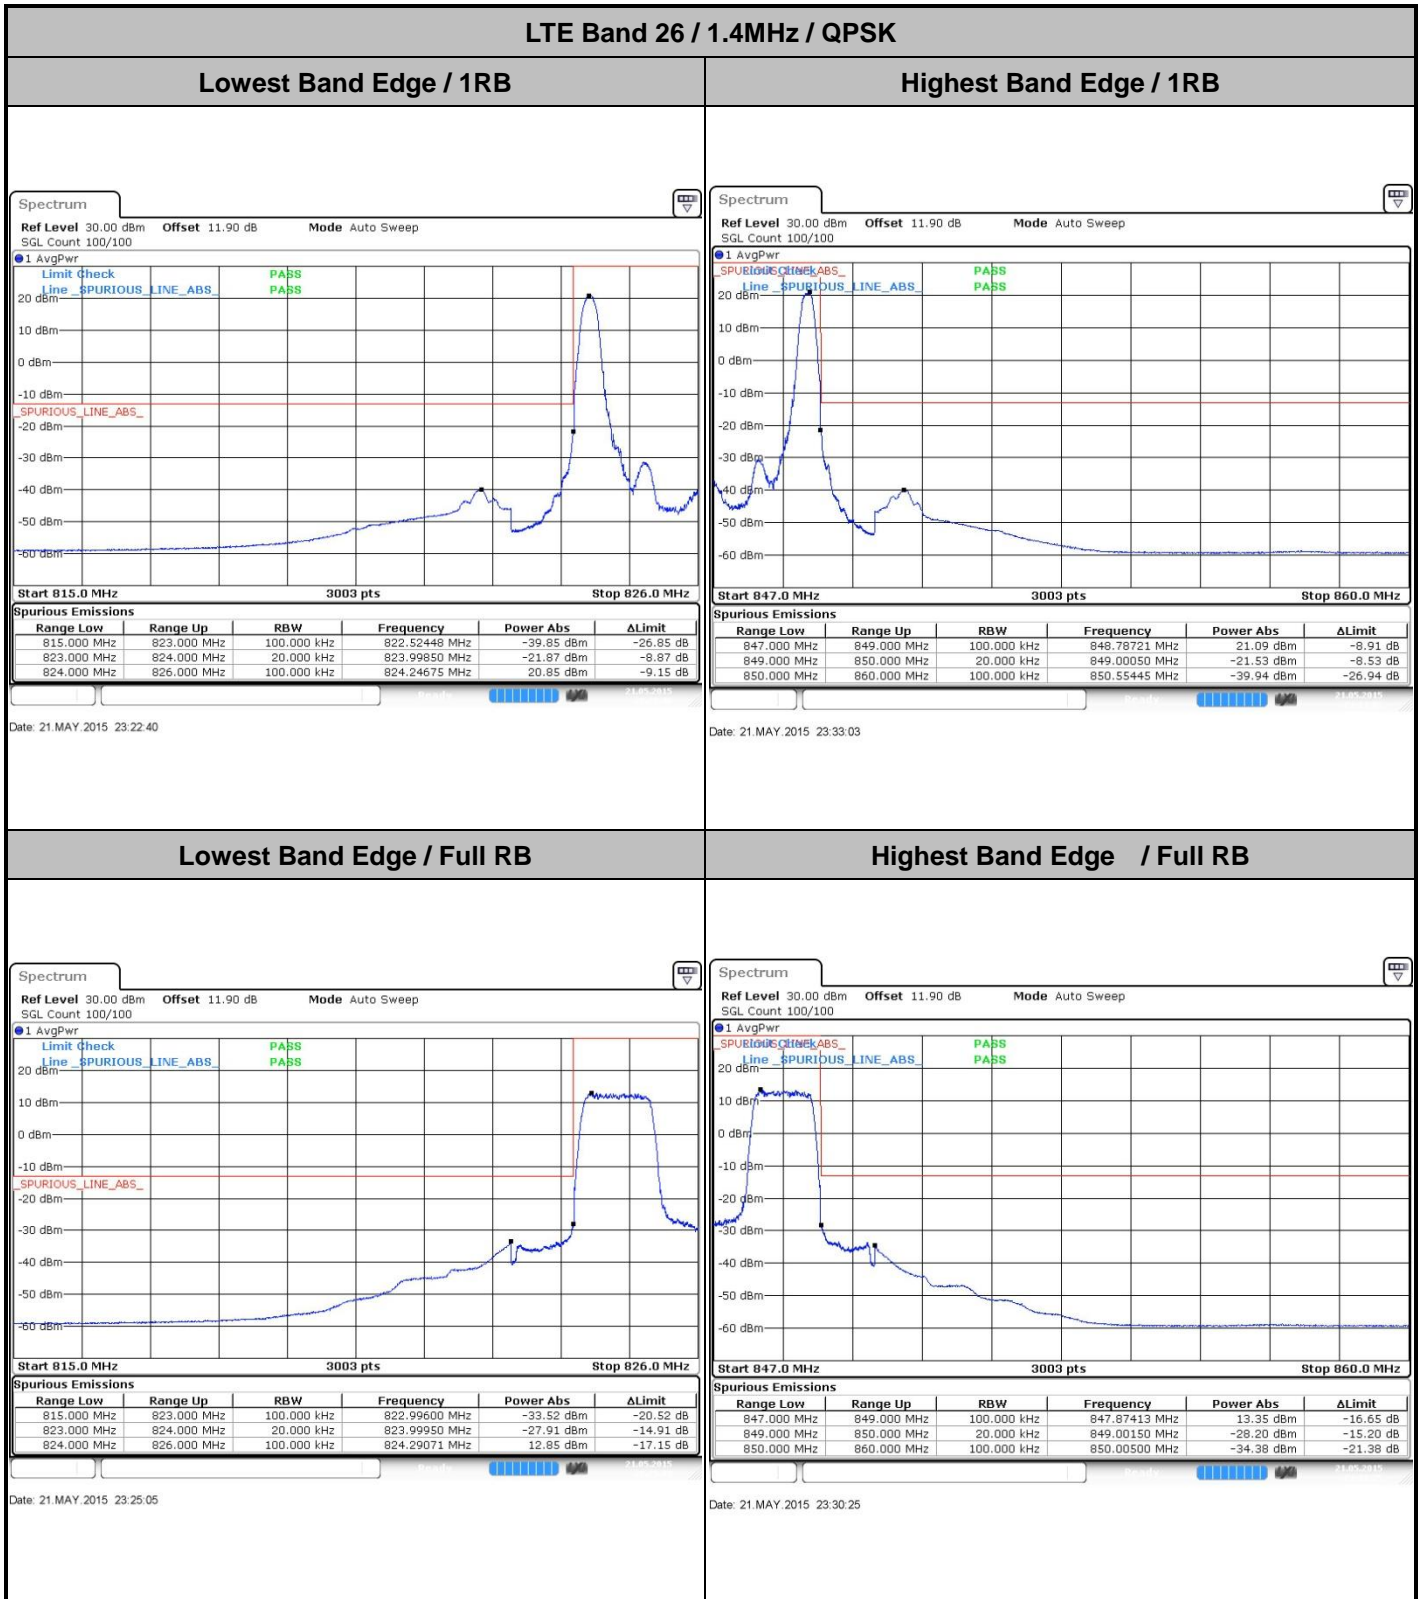 LTE Band 26 / 1.4MHz / QPSK
Lowest Band Edge / 1RB
Highest Band Edge / 1RB
Spectrum
Ref Level 30.00 dBm Offset 11.90 dB Mode Auto Sweep
SGL Count 100/100
1 AvgPwr
Limit Check PASS
Line _SPURIOUS_LINE_ABS_ PASS
20 dBm
10 dBm
0 dBm
-10 dBm
_SPURIOUS_LINE_ABS_
-20 dBm
-30 dBm
-40 dBm
-50 dBm
-60 dBm
Start 815.0 MHz 3003 pts Stop 826.0 MHz
Spurious Emissions
Range Low Range Up RBW Frequency Power Abs ΔLimit
815.000 MHz 823.000 MHz 100.000 kHz 822.52448 MHz -39.85 dBm -26.85 dB
823.000 MHz 824.000 MHz 20.000 kHz 823.99850 MHz -21.87 dBm -8.87 dB
824.000 MHz 826.000 MHz 100.000 kHz 824.24675 MHz 20.85 dBm -9.15 dB
Ready 21.05.2015
Date: 21.MAY.2015 23:22:40
Spectrum
Ref Level 30.00 dBm Offset 11.90 dB Mode Auto Sweep
SGL Count 100/100
1 AvgPwr
_SPURIOUS_LINE_ABS_
Limit Check PASS
Line _SPURIOUS_LINE_ABS_ PASS
20 dBm
10 dBm
0 dBm
-10 dBm
-20 dBm
-30 dBm
-40 dBm
-50 dBm
-60 dBm
Start 847.0 MHz 3003 pts Stop 860.0 MHz
Spurious Emissions
Range Low Range Up RBW Frequency Power Abs ΔLimit
847.000 MHz 849.000 MHz 100.000 kHz 848.78721 MHz 21.09 dBm -8.91 dB
849.000 MHz 850.000 MHz 20.000 kHz 849.00050 MHz -21.53 dBm -8.53 dB
850.000 MHz 860.000 MHz 100.000 kHz 850.55445 MHz -39.94 dBm -26.94 dB
Ready 21.05.2015
Date: 21.MAY.2015 23:33:03
Lowest Band Edge / Full RB
Highest Band Edge / Full RB
Spectrum
Ref Level 30.00 dBm Offset 11.90 dB Mode Auto Sweep
SGL Count 100/100
1 AvgPwr
Limit Check PASS
Line _SPURIOUS_LINE_ABS_ PASS
20 dBm
10 dBm
0 dBm
-10 dBm
_SPURIOUS_LINE_ABS_
-20 dBm
-30 dBm
-40 dBm
-50 dBm
-60 dBm
Start 815.0 MHz 3003 pts Stop 826.0 MHz
Spurious Emissions
Range Low Range Up RBW Frequency Power Abs ΔLimit
815.000 MHz 823.000 MHz 100.000 kHz 822.99600 MHz -33.52 dBm -20.52 dB
823.000 MHz 824.000 MHz 20.000 kHz 823.99950 MHz -27.91 dBm -14.91 dB
824.000 MHz 826.000 MHz 100.000 kHz 824.29071 MHz 12.85 dBm -17.15 dB
Ready 21.05.2015
Date: 21.MAY.2015 23:25:05
Spectrum
Ref Level 30.00 dBm Offset 11.90 dB Mode Auto Sweep
SGL Count 100/100
1 AvgPwr
_SPURIOUS_LINE_ABS_
Limit Check PASS
Line _SPURIOUS_LINE_ABS_ PASS
20 dBm
10 dBm
0 dBm
-10 dBm
-20 dBm
-30 dBm
-40 dBm
-50 dBm
-60 dBm
Start 847.0 MHz 3003 pts Stop 860.0 MHz
Spurious Emissions
Range Low Range Up RBW Frequency Power Abs ΔLimit
847.000 MHz 849.000 MHz 100.000 kHz 847.87413 MHz 13.35 dBm -16.65 dB
849.000 MHz 850.000 MHz 20.000 kHz 849.00150 MHz -28.20 dBm -15.20 dB
850.000 MHz 860.000 MHz 100.000 kHz 850.00500 MHz -34.38 dBm -21.38 dB
Ready 21.05.2015
Date: 21.MAY.2015 23:30:25